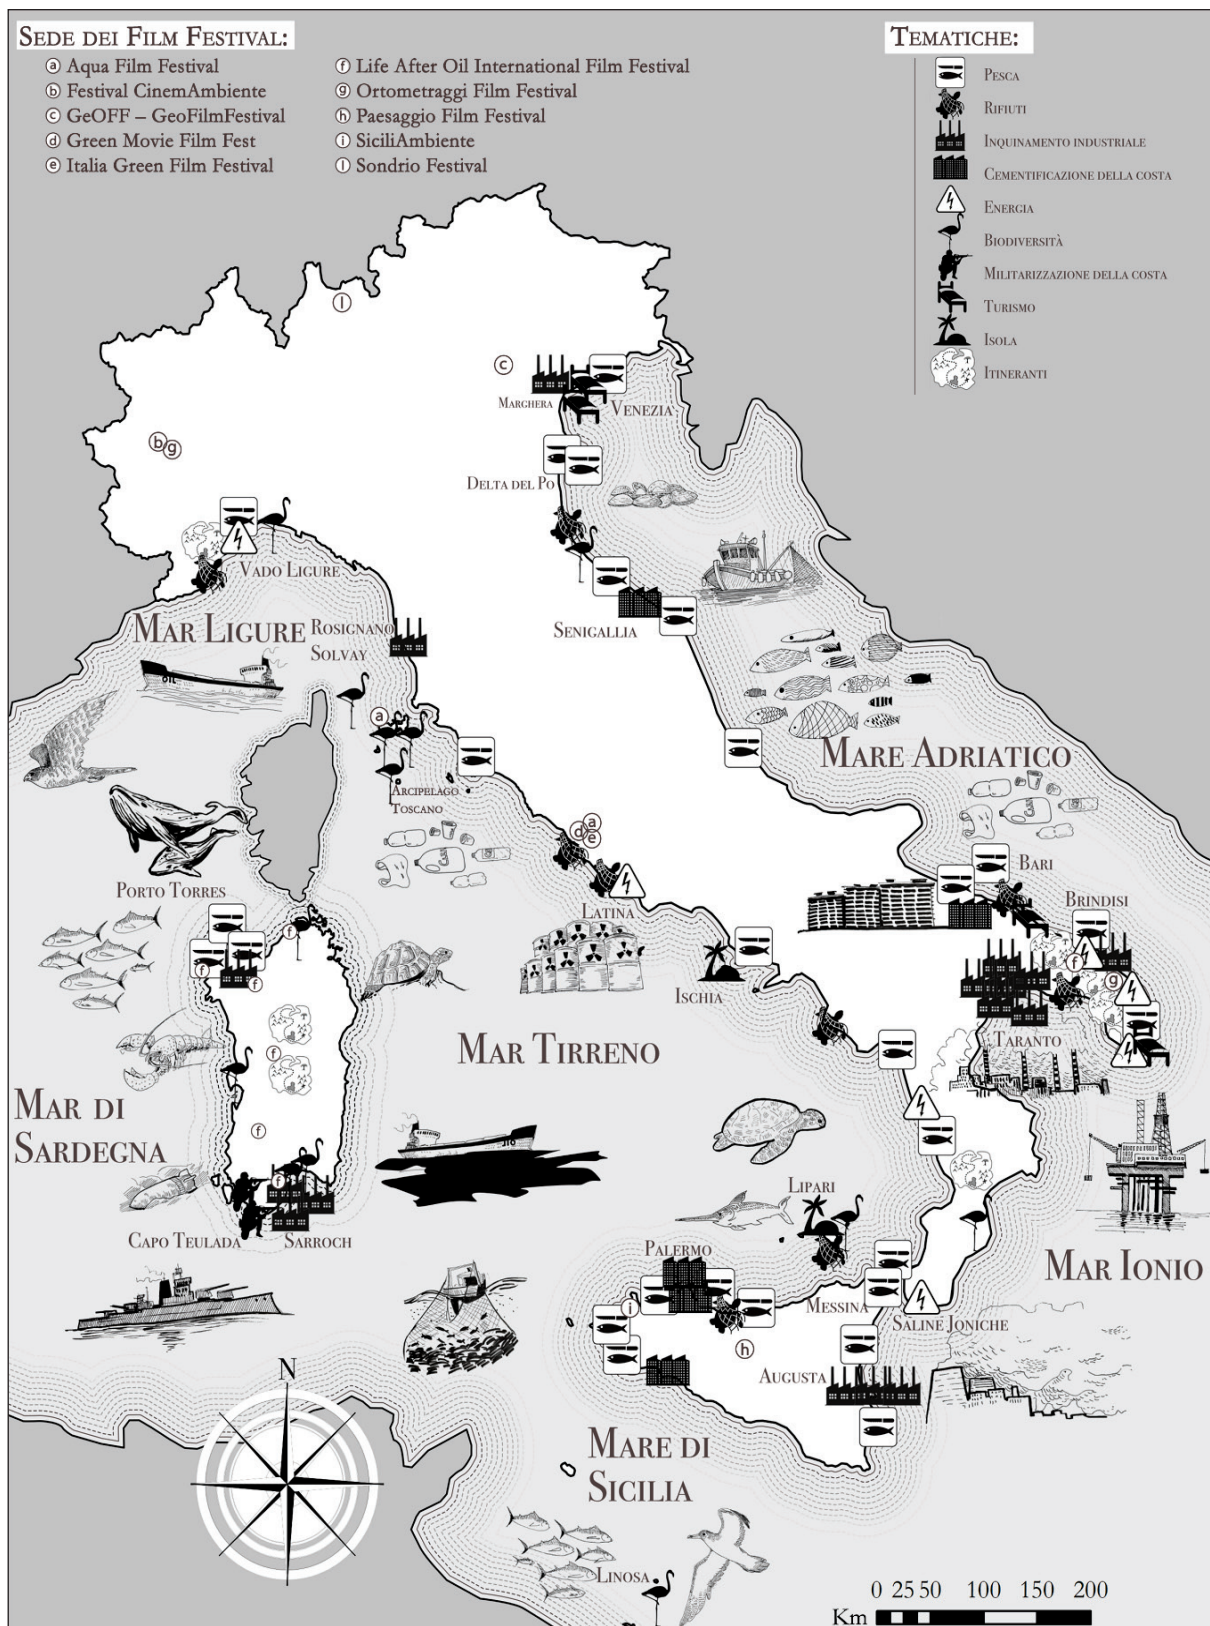 SEDE DEI FILM FESTIVAL:
ⓐ Aqua Film Festival
ⓑ Festival CinemAmbiente
ⓒ GeOFF – GeoFilmFestival
ⓓ Green Movie Film Fest
ⓔ Italia Green Film Festival
ⓕ Life After Oil International Film Festival
ⓖ Ortometraggi Film Festival
ⓗ Paesaggio Film Festival
ⓘ SiciliAmbiente
ⓛ Sondrio Festival
TEMATICHE:
PESCA
RIFIUTI
INQUINAMENTO INDUSTRIALE
CEMENTIFICAZIONE DELLA COSTA
ENERGIA
BIODIVERSITÀ
MILITARIZZAZIONE DELLA COSTA
TURISMO
ISOLA
ITINERANTI
ⓛ
ⓒ
MARGHERA
VENEZIA
ⓑ
ⓖ
DELTA DEL PO
VADO LIGURE
MAR LIGURE
ROSIGNANO
SOLVAY
SENIGALLIA
OIL
ⓐ
MARE ADRIATICO
ARCIPELAGO
TOSCANO
ⓐ
ⓓ
ⓔ
BARI
PORTO TORRES
LATINA
BRINDISI
ⓕ
ⓕ
ⓕ
ⓕ
ⓖ
ISCHIA
TARANTO
MAR TIRRENO
ⓕ
MAR DI
SARDEGNA
ⓕ
ⓕ
LIPARI
CAPO TEULADA
SARROCH
PALERMO
MAR IONIO
MESSINA
SALINE JONICHE
ⓘ
ⓗ
AUGUSTA
N
MARE DI
SICILIA
LINOSA
0 25 50 100 150 200
Km